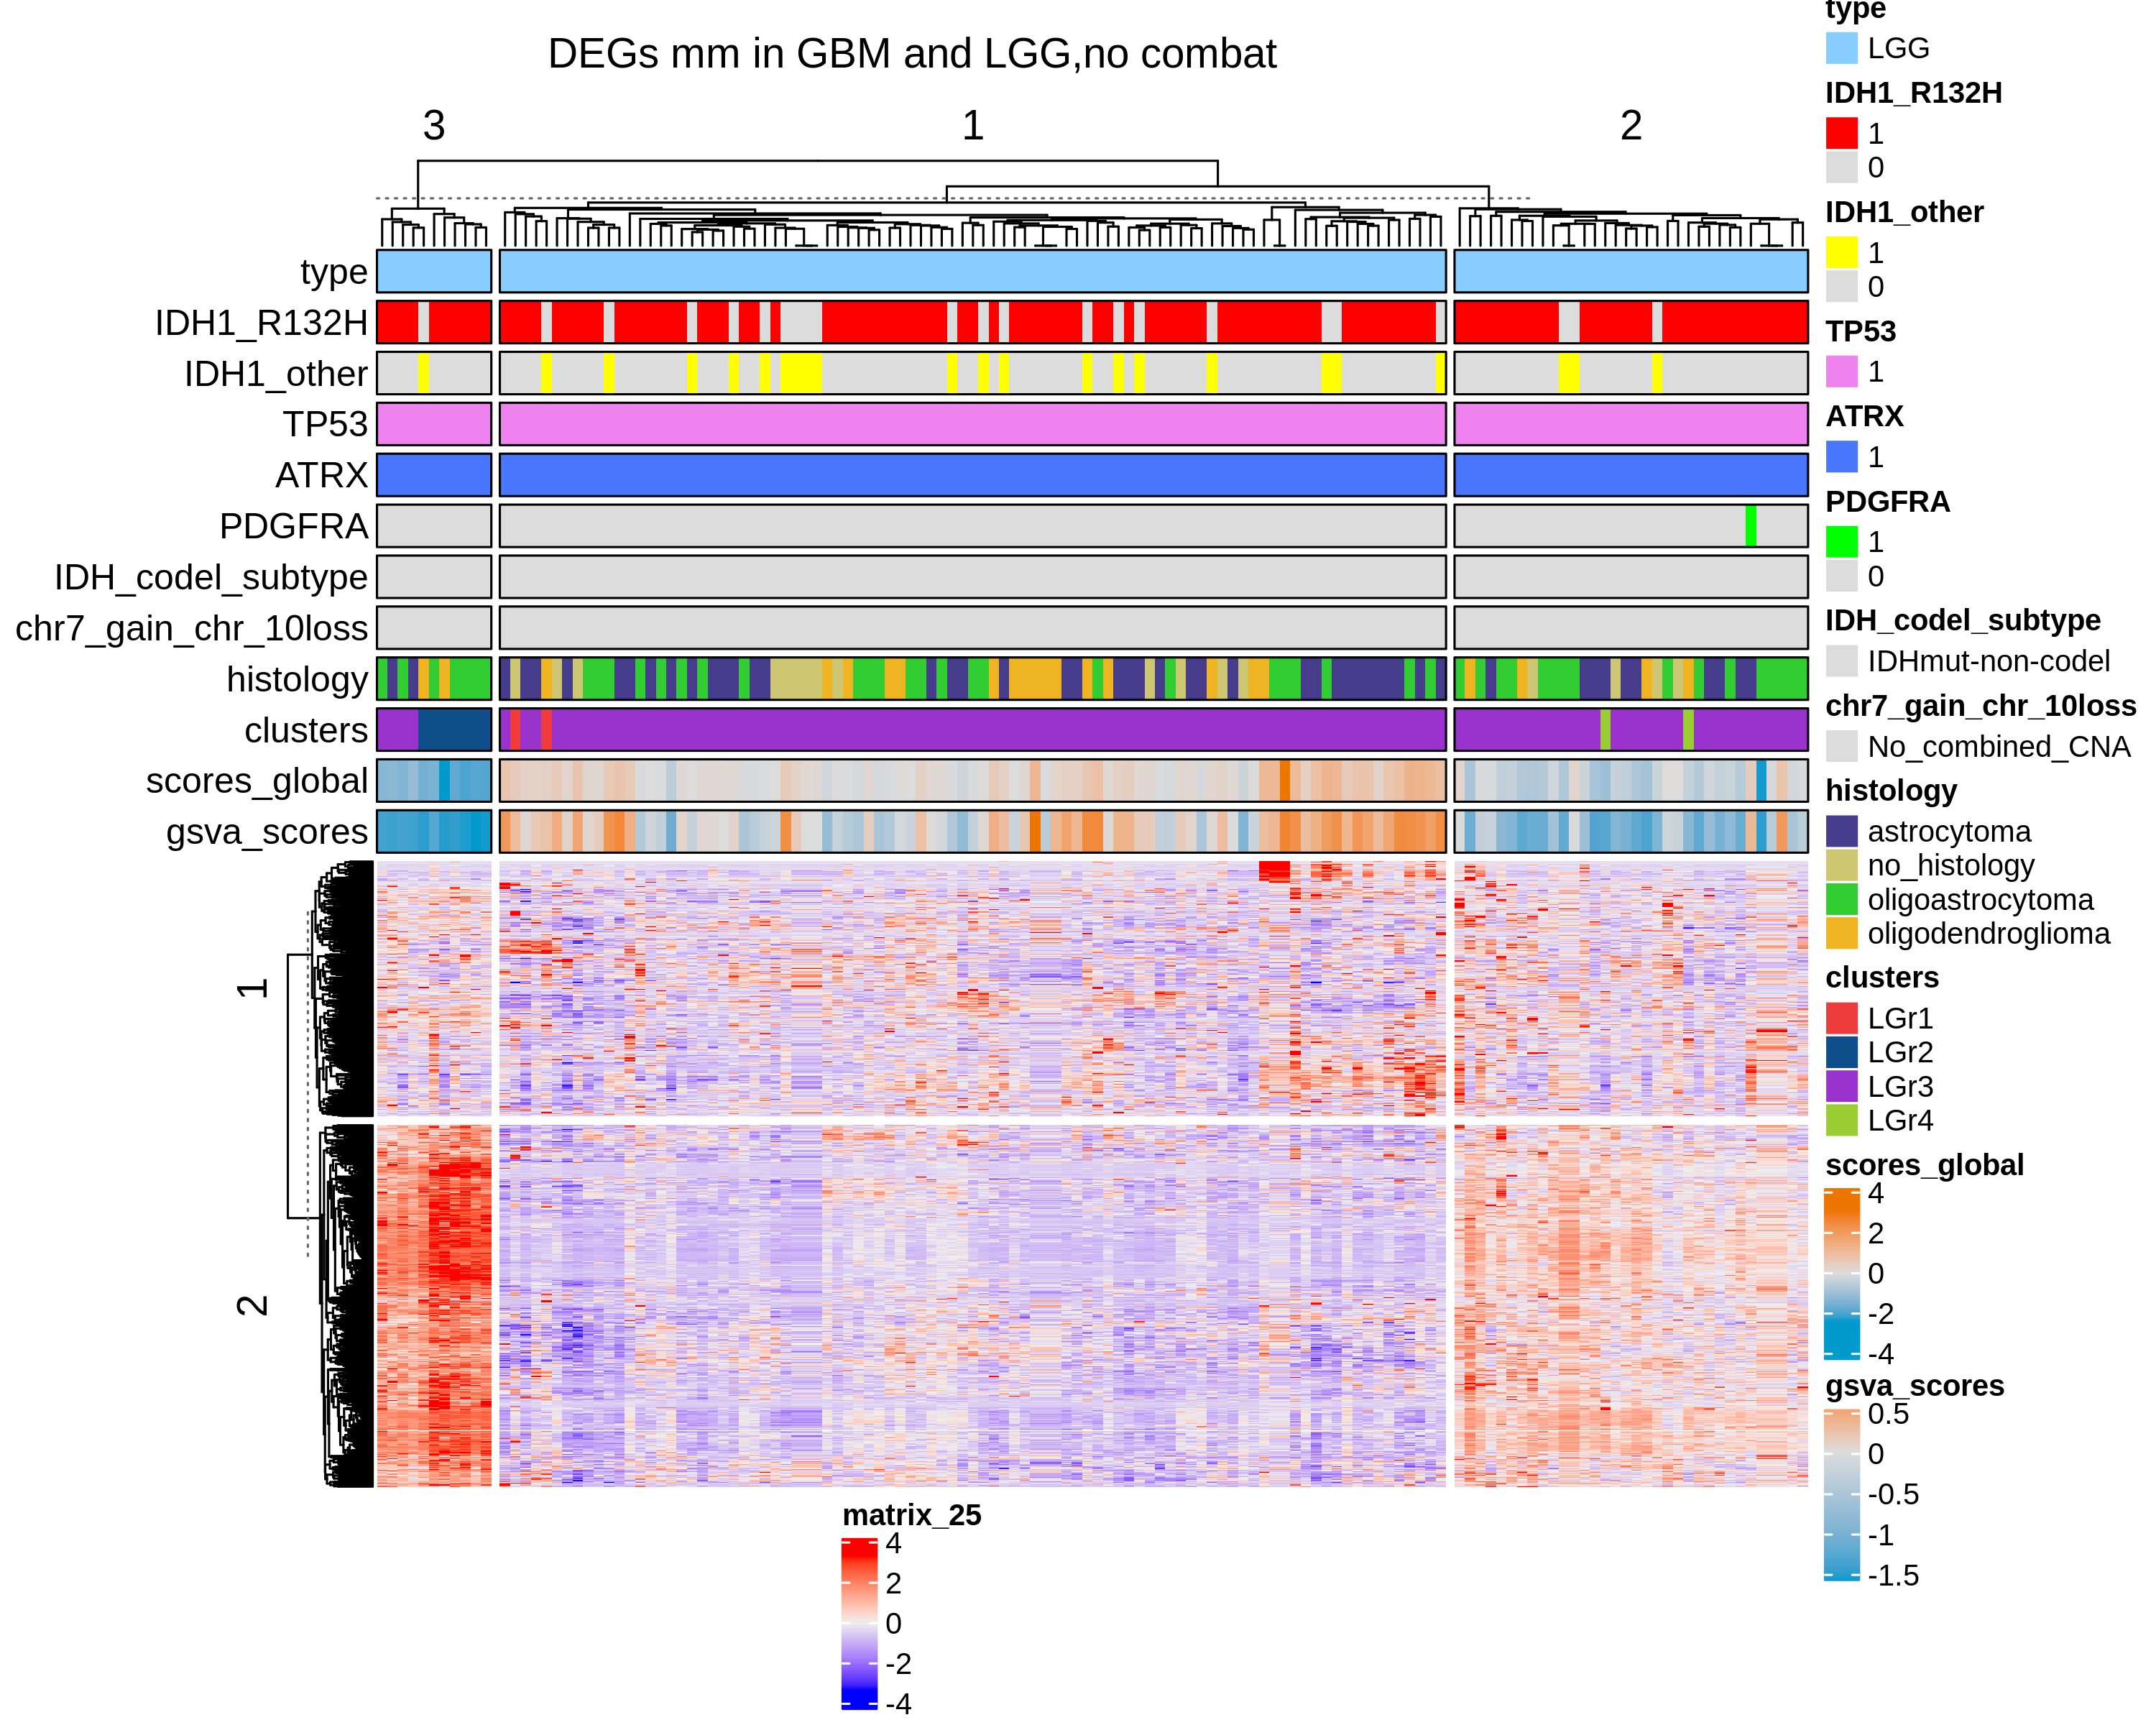 DEGs mm in GBM and LGG,no combat
3
1
2
type
IDH1_R132H
IDH1_other
TP53
ATRX
PDGFRA
IDH_codel_subtype
chr7_gain_chr_10loss
histology
clusters
scores_global
gsva_scores
1
2
matrix_25
4
2
0
-2
-4
type
LGG
IDH1_R132H
1
0
IDH1_other
1
0
TP53
1
ATRX
1
PDGFRA
1
0
IDH_codel_subtype
IDHmut-non-codel
chr7_gain_chr_10loss
No_combined_CNA
histology
astrocytoma
no_histology
oligoastrocytoma
oligodendroglioma
clusters
LGr1
LGr2
LGr3
LGr4
scores_global
4
2
0
-2
-4
gsva_scores
0.5
0
-0.5
-1
-1.5